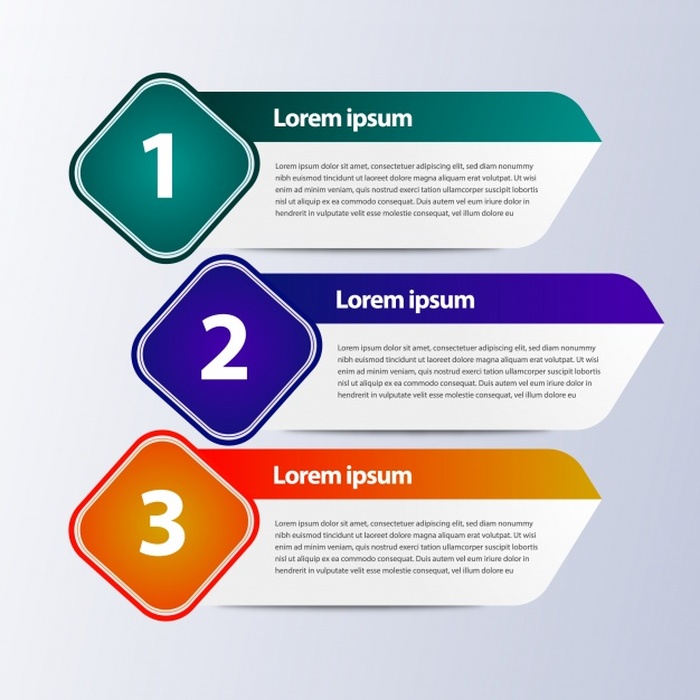 1
Lorem ipsum
Lorem ipsum dolor sit amet, consectetuer adipiscing elit, sed diam nonummy
nibh euismod tincidunt ut laoreet dolore magna aliquam erat volutpat. Ut wisi
enim ad minim veniam, quis nostrud exerci tation ullamcorper suscipit lobortis
nisl ut aliquip ex ea commodo consequat. Duis autem vel eum iriure dolor in
hendrerit in vulputate velit esse molestie consequat, vel illum dolore eu
2
Lorem ipsum
Lorem ipsum dolor sit amet, consectetuer adipiscing elit, sed diam nonummy
nibh euismod tincidunt ut laoreet dolore magna aliquam erat volutpat. Ut wisi
enim ad minim veniam, quis nostrud exerci tation ullamcorper suscipit lobortis
nisl ut aliquip ex ea commodo consequat. Duis autem vel eum iriure dolor in
hendrerit in vulputate velit esse molestie consequat, vel illum dolore eu
3
Lorem ipsum
Lorem ipsum dolor sit amet, consectetuer adipiscing elit, sed diam nonummy
nibh euismod tincidunt ut laoreet dolore magna aliquam erat volutpat. Ut wisi
enim ad minim veniam, quis nostrud exerci tation ullamcorper suscipit lobortis
nisl ut aliquip ex ea commodo consequat. Duis autem vel eum iriure dolor in
hendrerit in vulputate velit esse molestie consequat, vel illum dolore eu